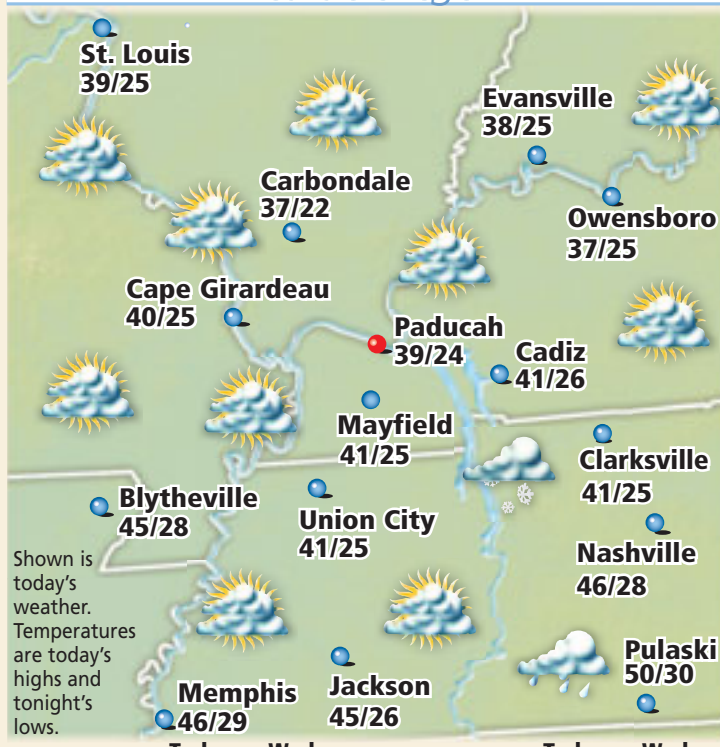 St. Louis
39/25
Evansville
38/25
Carbondale
37/22
Owensboro
37/25
Cape Girardeau
40/25
Paducah
39/24
Cadiz
41/26
Mayfield
41/25
Clarksville
41/25
Blytheville
45/28
Union City
41/25
Nashville
46/28
Shown is
today's
weather.
Temperatures
are today's
highs and
tonight's
lows.
Pulaski
50/30
Memphis
46/29
Jackson
45/26